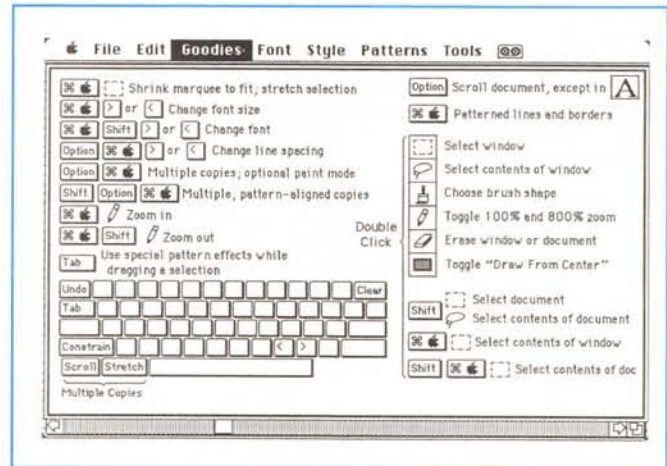 File Edit Goodies Font Style Patterns Tools
⌘ Shrink marquee to fit; stretch selection
⌘ > or < Change font size
⌘ Shift > or < Change font
Option ⌘ > or < Change line spacing
Option ⌘ Multiple copies; optional paint mode
Shift Option ⌘ Multiple, pattern-aligned copies
⌘ Zoom in
⌘ Shift Zoom out
Tab Use special pattern effects while
dragging a selection
Undo Clear
Tab
Constrain < >
Scroll Stretch
Multiple Copies
Option Scroll document, except in A
⌘ Patterned lines and borders
Double
Click
Select window
Select contents of window
Choose brush shape
Toggle 100% and 800% zoom
Erase window or document
Toggle "Draw From Center"
Shift
Select document
Select contents of document
⌘ Select contents of window
Shift ⌘ Select contents of doc